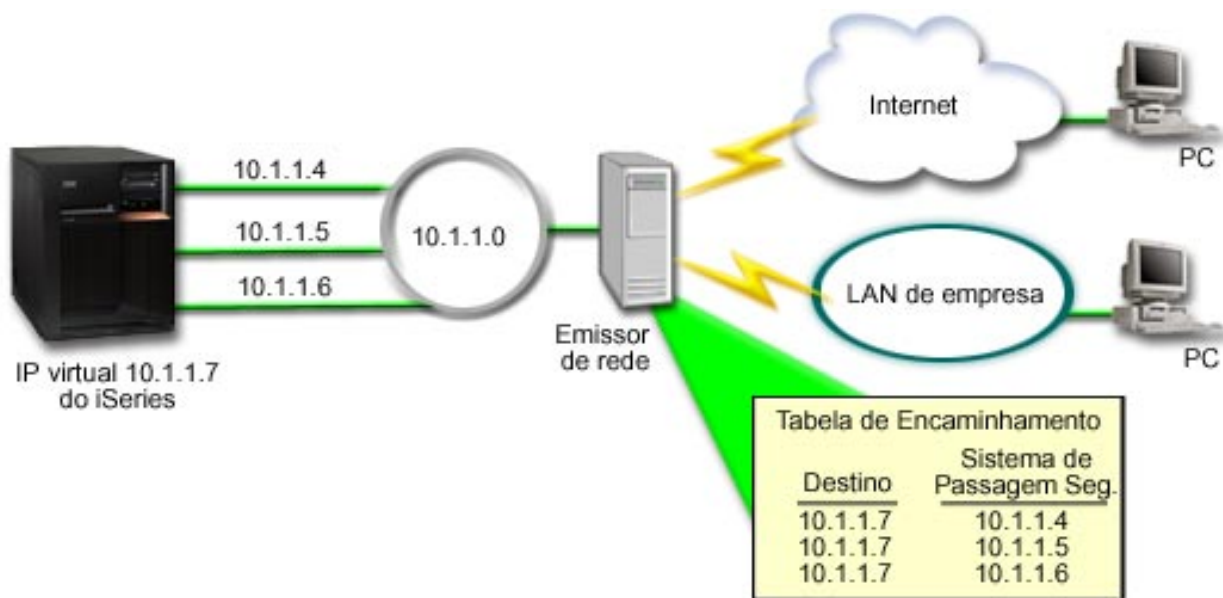 Internet
PC
10.1.1.4
10.1.1.5
10.1.1.6
10.1.1.0
IP virtual 10.1.1.7
do iSeries
Emissor
de rede
LAN de empresa
PC
Tabela de Encaminhamento
Destino Sistema de Passagem Seg.
10.1.1.7 10.1.1.4
10.1.1.7 10.1.1.5
10.1.1.7 10.1.1.6